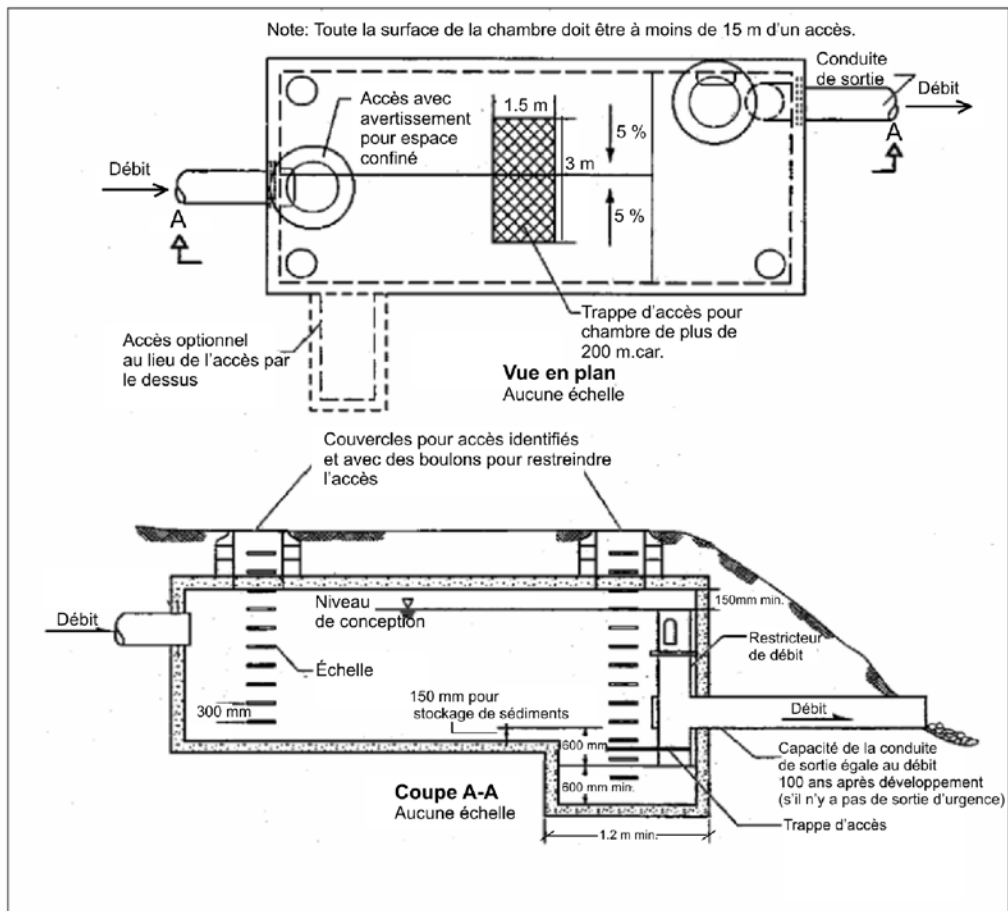 Note: Toute la surface de la chambre doit être à moins de 15 m d'un accès.
Conduite
de sortie
Débit
A
Accès avec
avertissement
pour espace
confiné
1.5 m
5 %
3 m
5 %
Débit
A
Trappe d'accès pour
chambre de plus de
200 m.car.
Accès optionnel
au lieu de l'accès par
le dessus
Vue en plan
Aucune échelle
Couvercles pour accès identifiés
et avec des boulons pour restreindre
l'accès
Débit
Niveau
de conception
150mm min.
Restricteur
de débit
Échelle
150 mm pour
stockage de sédiments
300 mm
600 mm
Débit
Capacité de la conduite
de sortie égale au débit
100 ans après développement
(s'il n'y a pas de sortie d'urgence)
600 mm min.
Trappe d'accès
Coupe A-A
Aucune échelle
1.2 m min.